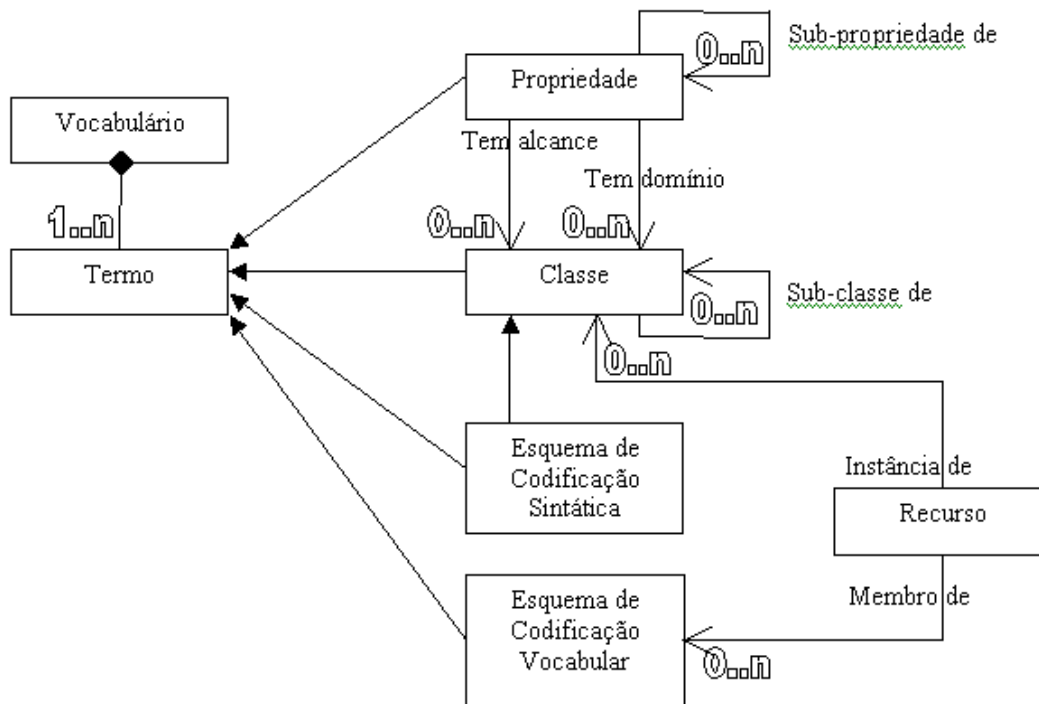 Sub-propriedade de
0..n
Propriedade
Vocabulário
Tem alcance
Tem domínio
1..n
0..n
0..n
Termo
Classe
Sub-classe de
0..n
0..n
Esquema de
Codificação
Sintática
Instância de
Recurso
Membro de
Esquema de
Codificação
Vocabular
0..n